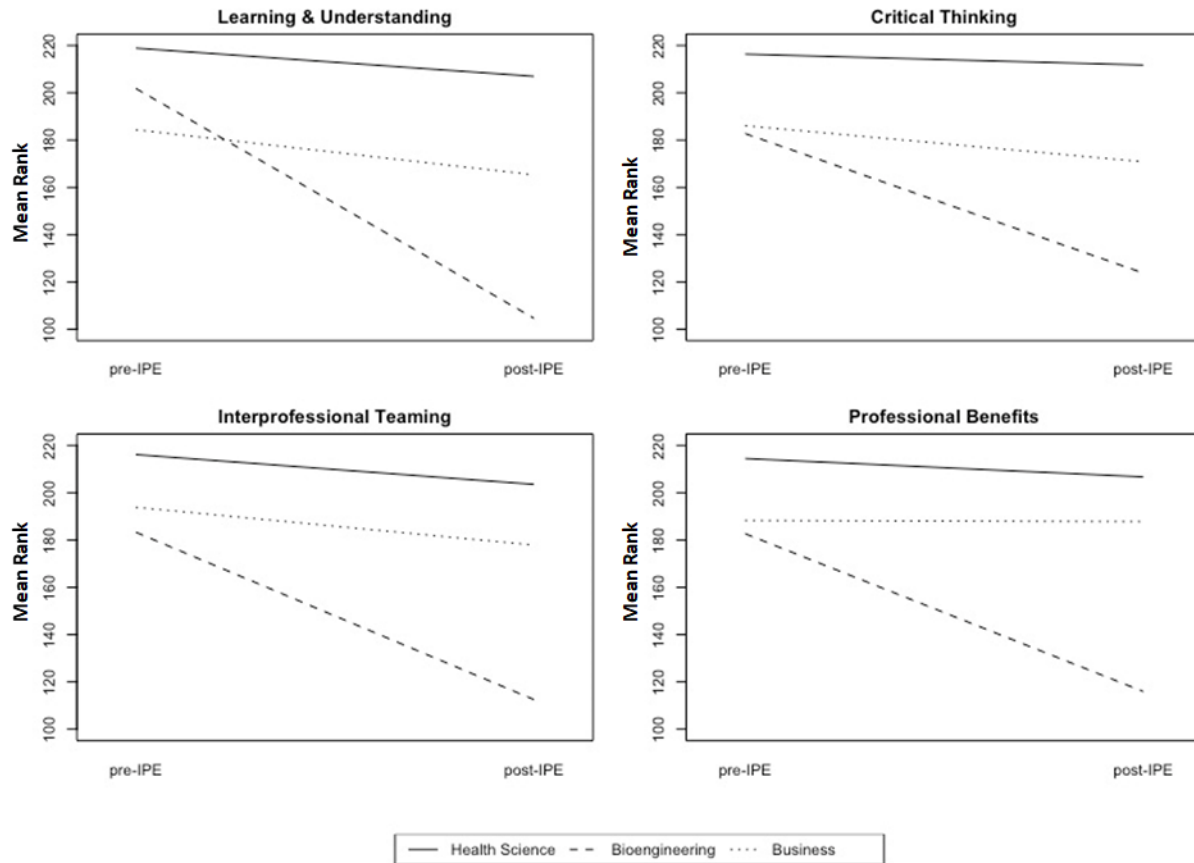 Learning & Understanding
Mean Rank
220
200
180
160
140
120
100
pre-IPE post-IPE
Critical Thinking
Mean Rank
220
200
180
160
140
120
100
pre-IPE post-IPE
Interprofessional Teaming
Mean Rank
220
200
180
160
140
120
100
pre-IPE post-IPE
Professional Benefits
Mean Rank
220
200
180
160
140
120
100
pre-IPE post-IPE
Health Science Bioengineering Business